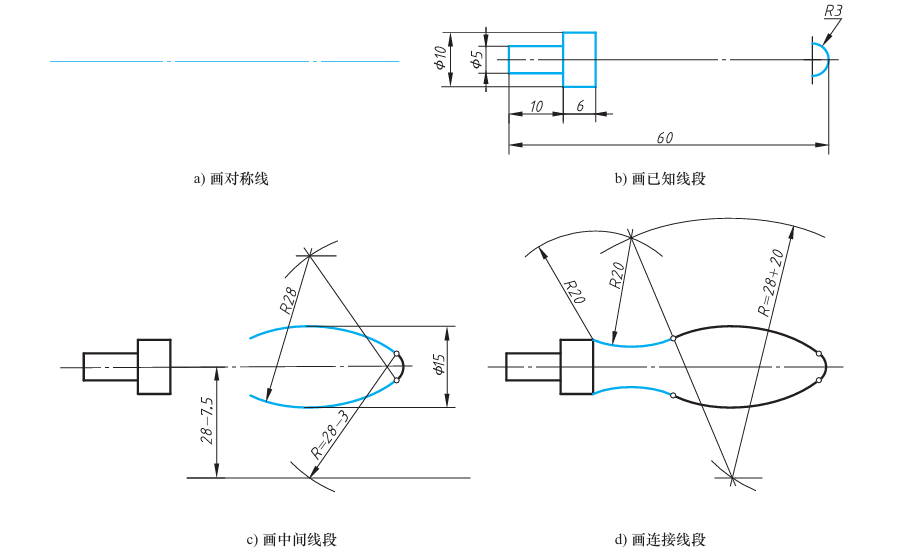 R3
Φ10
Φ5
10
6
60
a) 画对称线
b) 画已知线段
R28
Φ15
28-7.5
R=28-3
R20
R20
R=28+20
c) 画中间线段
d) 画连接线段